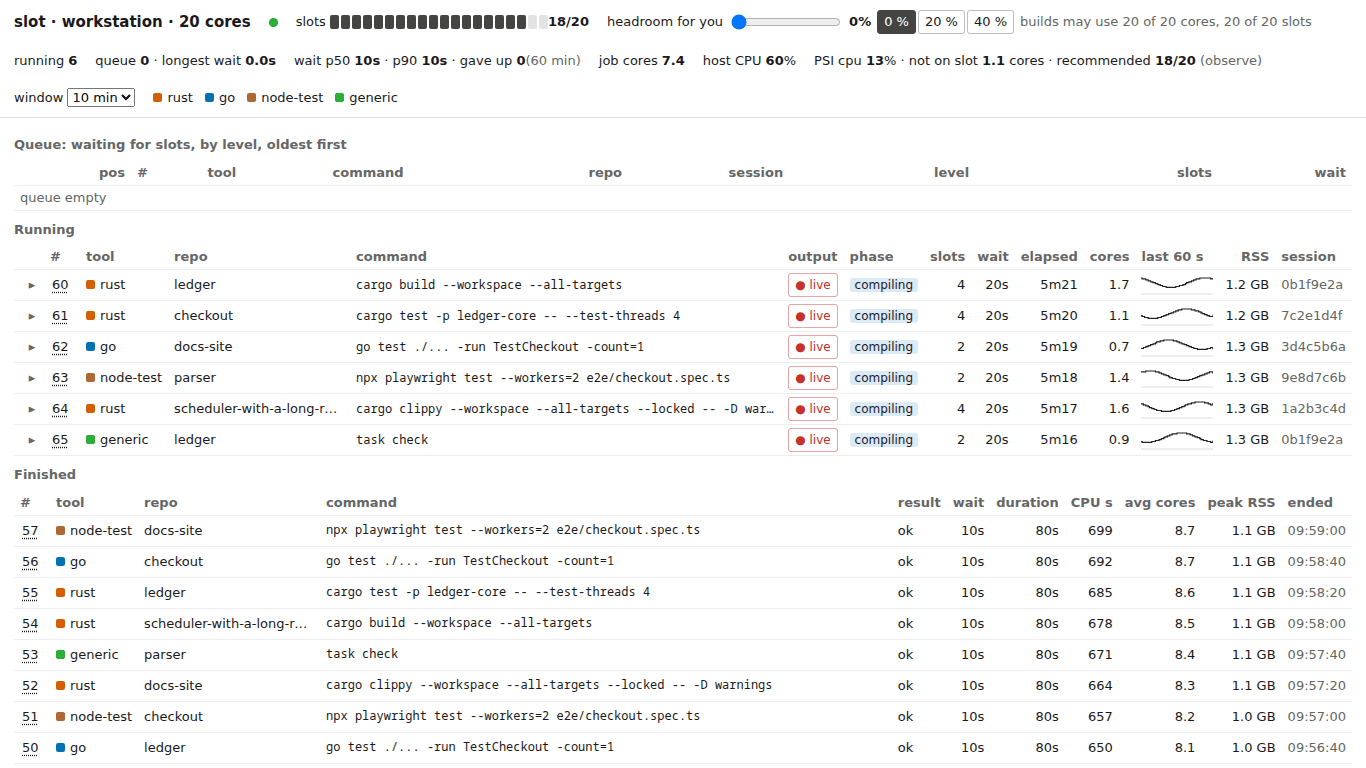 slot · workstation · 20 cores slots 18/20 headroom for you 0% 0 % 20 % 40 % builds may use 20 of 20 cores, 20 of 20 slots
running 6 queue 0 · longest wait 0.0s wait p50 10s · p90 10s · gave up 0(60 min) job cores 7.4 host CPU 60% PSI cpu 13% · not on slot 1.1 cores · recommended 18/20 (observe)
window 10 min rust go node-test generic
Queue: waiting for slots, by level, oldest first
pos # tool command repo session level slots wait
queue empty
Running
# tool repo command output phase slots wait elapsed cores last 60 s RSS session
▸ 60 rust ledger cargo build --workspace --all-targets ● live compiling 4 20s 5m21 1.7 1.2 GB 0b1f9e2a
▸ 61 rust checkout cargo test -p ledger-core -- --test-threads 4 ● live compiling 4 20s 5m20 1.1 1.2 GB 7c2e1d4f
▸ 62 go docs-site go test ./... -run TestCheckout -count=1 ● live compiling 2 20s 5m19 0.7 1.3 GB 3d4c5b6a
▸ 63 node-test parser npx playwright test --workers=2 e2e/checkout.spec.ts ● live compiling 2 20s 5m18 1.4 1.3 GB 9e8d7c6b
▸ 64 rust scheduler-with-a-long-r… cargo clippy --workspace --all-targets --locked -- -D war… ● live compiling 4 20s 5m17 1.6 1.3 GB 1a2b3c4d
▸ 65 generic ledger task check ● live compiling 2 20s 5m16 0.9 1.3 GB 0b1f9e2a
Finished
# tool repo command result wait duration CPU s avg cores peak RSS ended
57 node-test docs-site npx playwright test --workers=2 e2e/checkout.spec.ts ok 10s 80s 699 8.7 1.1 GB 09:59:00
56 go checkout go test ./... -run TestCheckout -count=1 ok 10s 80s 692 8.7 1.1 GB 09:58:40
55 rust ledger cargo test -p ledger-core -- --test-threads 4 ok 10s 80s 685 8.6 1.1 GB 09:58:20
54 rust scheduler-with-a-long-r… cargo build --workspace --all-targets ok 10s 80s 678 8.5 1.1 GB 09:58:00
53 generic parser task check ok 10s 80s 671 8.4 1.1 GB 09:57:40
52 rust docs-site cargo clippy --workspace --all-targets --locked -- -D warnings ok 10s 80s 664 8.3 1.1 GB 09:57:20
51 node-test checkout npx playwright test --workers=2 e2e/checkout.spec.ts ok 10s 80s 657 8.2 1.0 GB 09:57:00
50 go ledger go test ./... -run TestCheckout -count=1 ok 10s 80s 650 8.1 1.0 GB 09:56:40